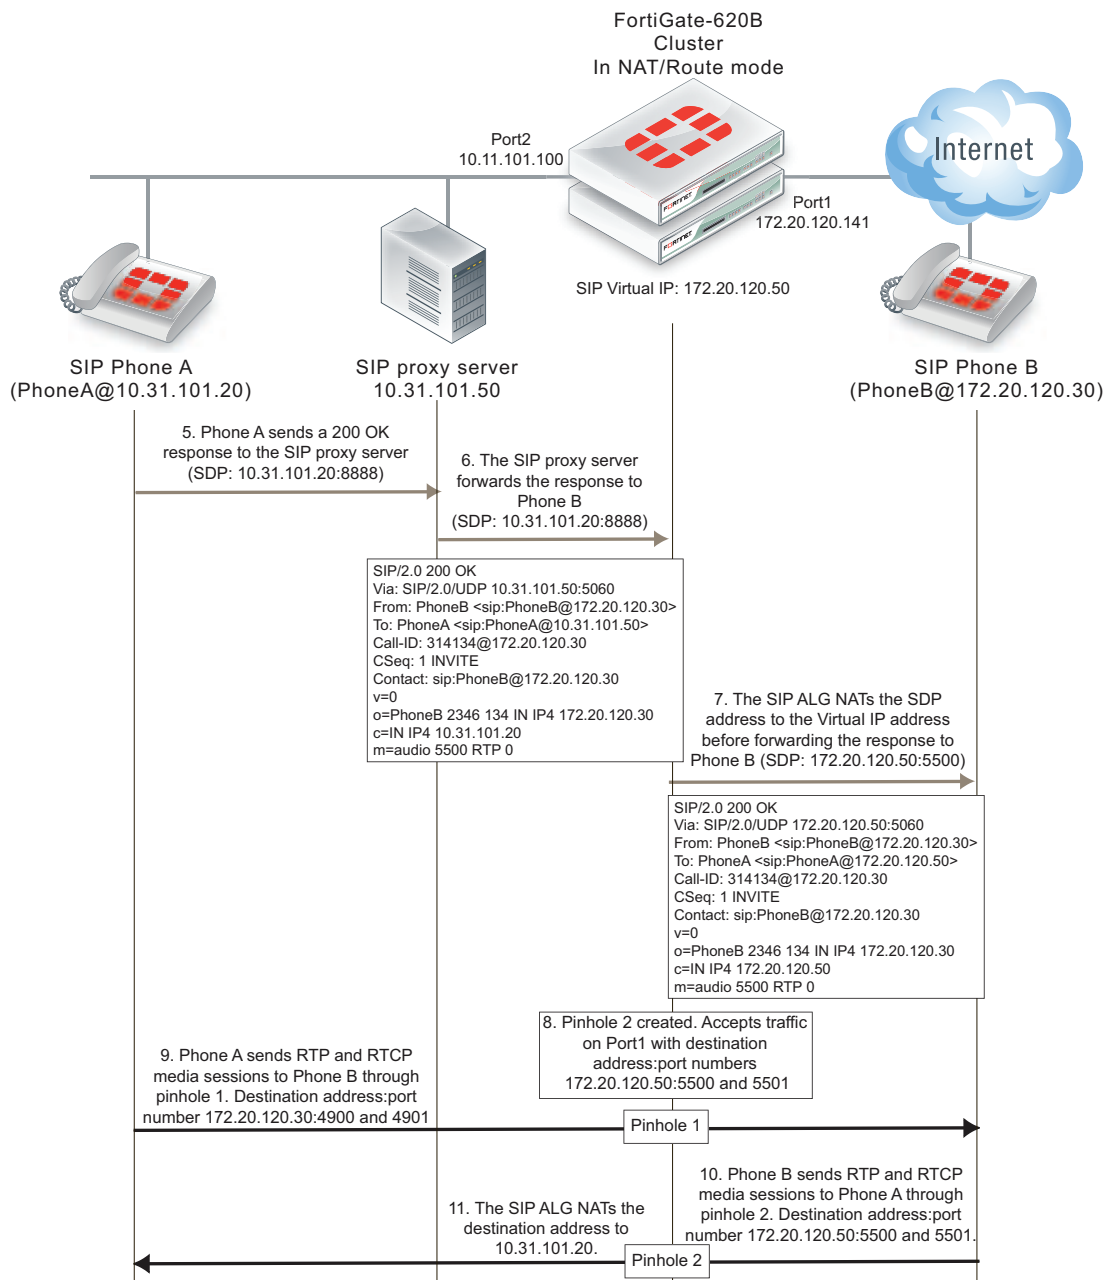 FortiGate-620B
Cluster
In NAT/Route mode
Port2
10.11.101.100
Internet
Port1
172.20.120.141
FORTINET
FORTINET
SIP Virtual IP: 172.20.120.50
SIP Phone A
(PhoneA@10.31.101.20)
SIP proxy server
10.31.101.50
SIP Phone B
(PhoneB@172.20.120.30)
5. Phone A sends a 200 OK
response to the SIP proxy server
(SDP: 10.31.101.20:8888)
6. The SIP proxy server
forwards the response to
Phone B
(SDP: 10.31.101.20:8888)
SIP/2.0 200 OK
Via: SIP/2.0/UDP 10.31.101.50:5060
From: PhoneB <sip:PhoneB@172.20.120.30>
To: PhoneA <sip:PhoneA@10.31.101.50>
Call-ID: 314134@172.20.120.30
CSeq: 1 INVITE
Contact: sip:PhoneB@172.20.120.30
v=0
o=PhoneB 2346 134 IN IP4 172.20.120.30
c=IN IP4 10.31.101.20
m=audio 5500 RTP 0
7. The SIP ALG NATs the SDP
address to the Virtual IP address
before forwarding the response to
Phone B (SDP: 172.20.120.50:5500)
SIP/2.0 200 OK
Via: SIP/2.0/UDP 172.20.120.50:5060
From: PhoneB <sip:PhoneB@172.20.120.30>
To: PhoneA <sip:PhoneA@172.20.120.50>
Call-ID: 314134@172.20.120.30
CSeq: 1 INVITE
Contact: sip:PhoneB@172.20.120.30
v=0
o=PhoneB 2346 134 IN IP4 172.20.120.30
c=IN IP4 172.20.120.50
m=audio 5500 RTP 0
8. Pinhole 2 created. Accepts traffic
on Port1 with destination
address:port numbers
172.20.120.50:5500 and 5501
9. Phone A sends RTP and RTCP
media sessions to Phone B through
pinhole 1. Destination address:port
number 172.20.120.30:4900 and 4901
Pinhole 1
10. Phone B sends RTP and RTCP
media sessions to Phone A through
pinhole 2. Destination address:port
number 172.20.120.50:5500 and 5501.
11. The SIP ALG NATs the
destination address to
10.31.101.20.
Pinhole 2